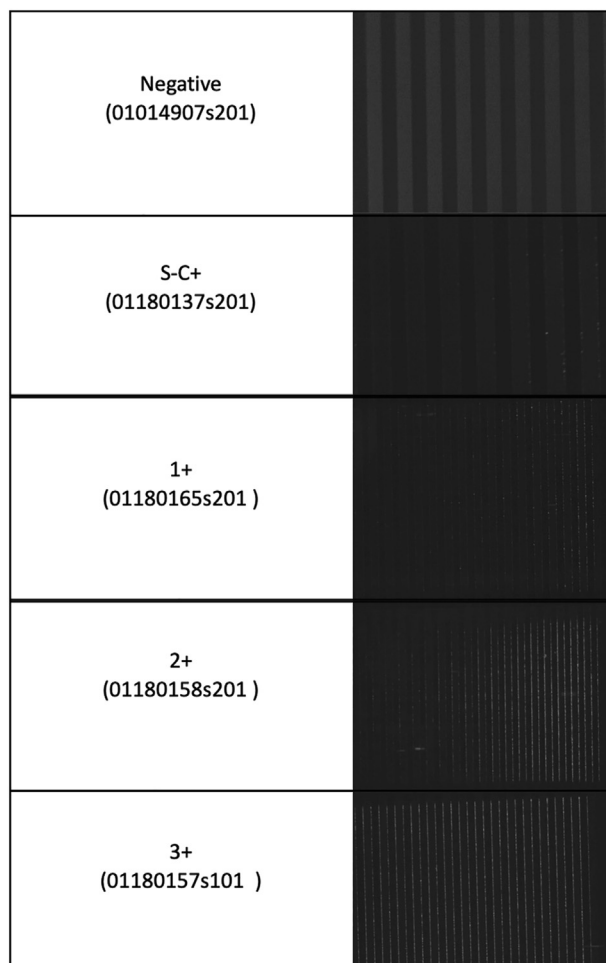 Negative
(01014907s201)
S-C+
(01180137s201)
1+
(01180165s201 )
2+
(01180158s201 )
3+
(01180157s101  )